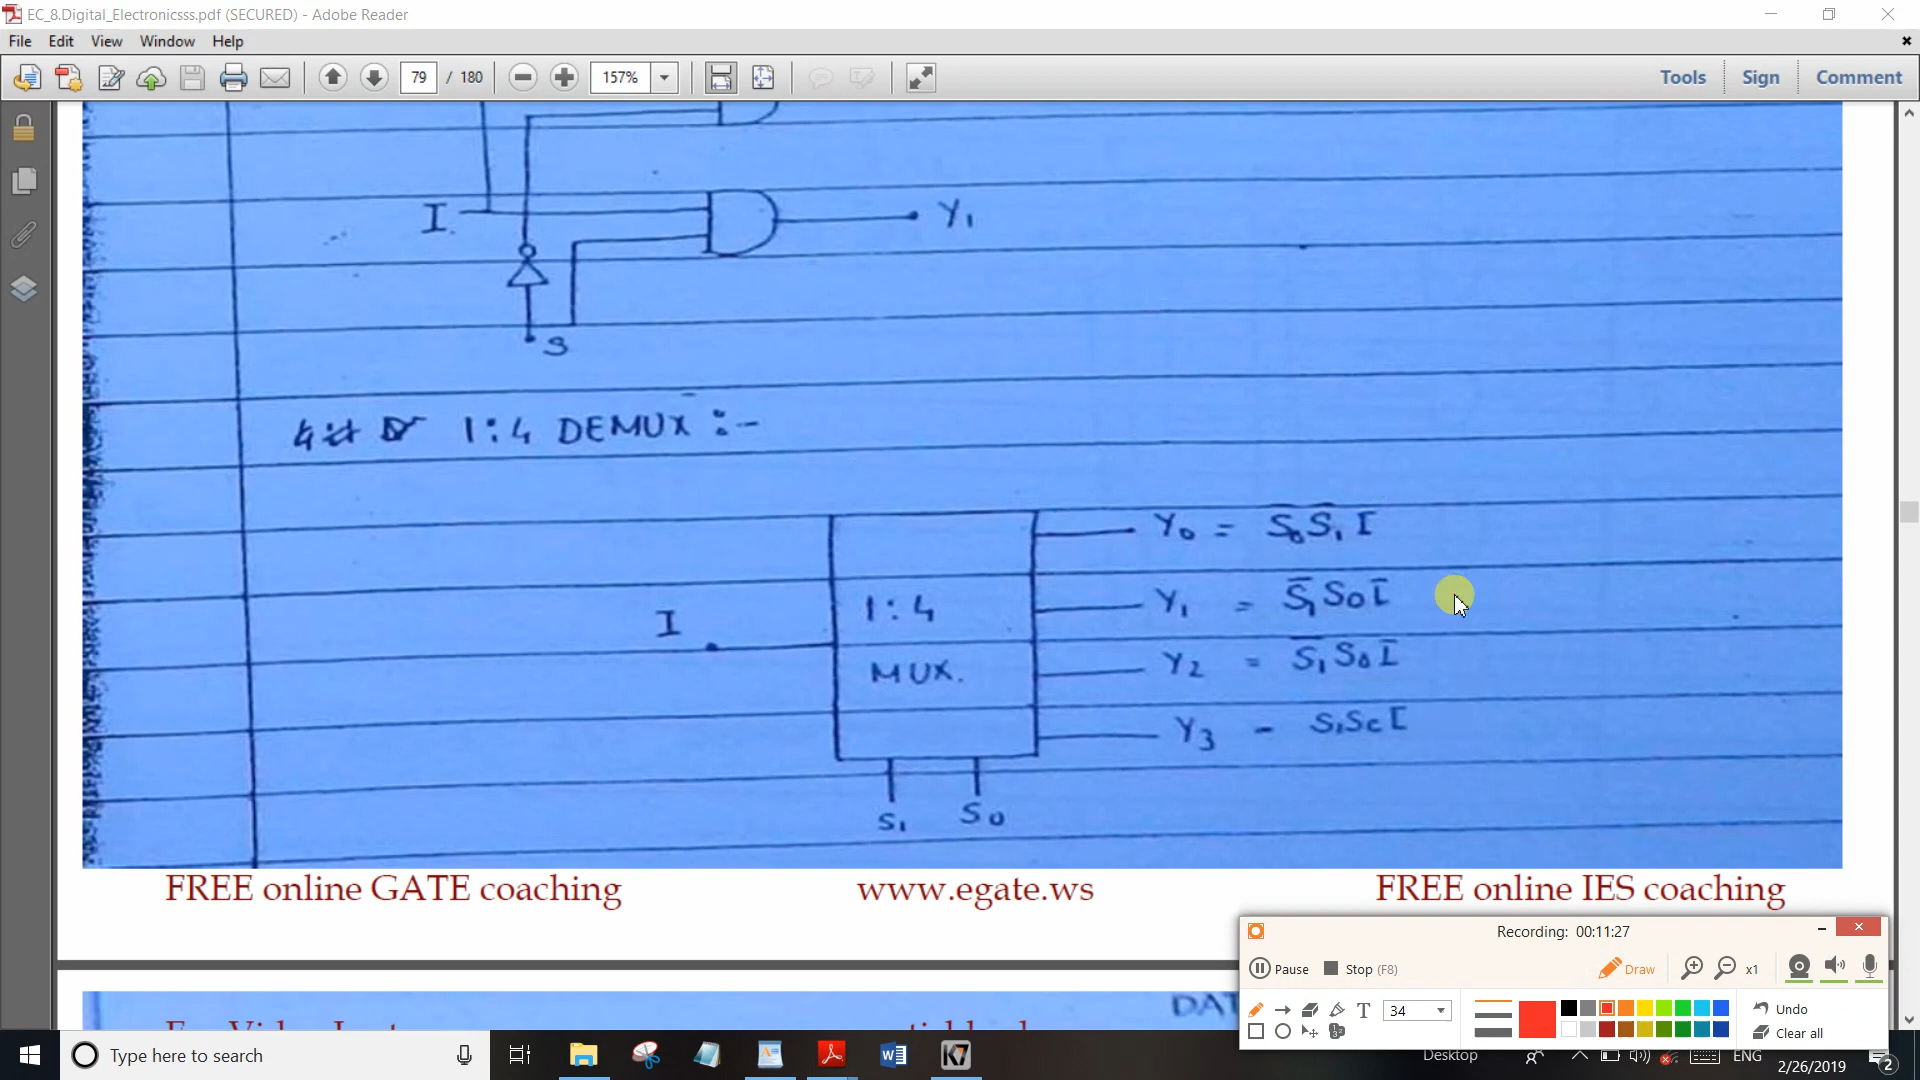 EC_8.Digital_Electronicsss.pdf (SECURED) - Adobe Reader
File Edit View Window Help
79 / 180 157% Tools Sign Comment
I Y₁
S
1:4 DEMUX :-
Y₀ = S̅₀S̅₁ I
I 1:4 Y₁ = S̅₁S₀I̅
MUX. Y₂ = S̅₁S₀I̅
Y₃ - S₁S₀I
S₁ S₀
FREE online GATE coaching www.egate.ws FREE online IES coaching
Recording: 00:11:27
Pause Stop (F8) Draw x1
T 34 Undo
Clear all
DAT
Type here to search
Desktop ENG
2/26/2019 2